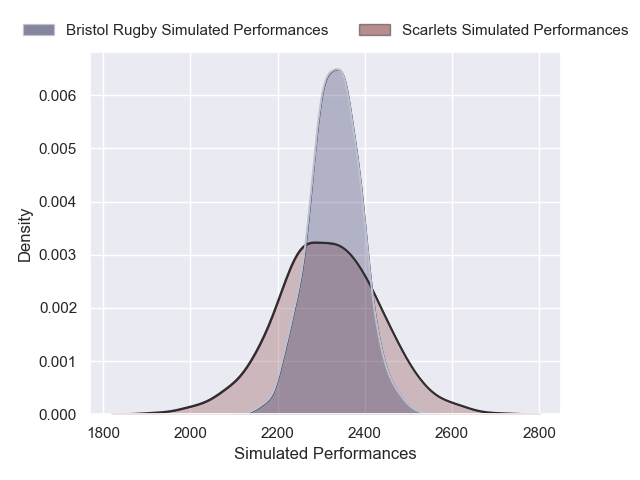 Bristol Rugby Simulated Performances Scarlets Simulated Performances
0.006
0.005
0.004
0.003
0.002
0.001
0.000
Density
1800 2000 2200 2400 2600 2800
Simulated Performances